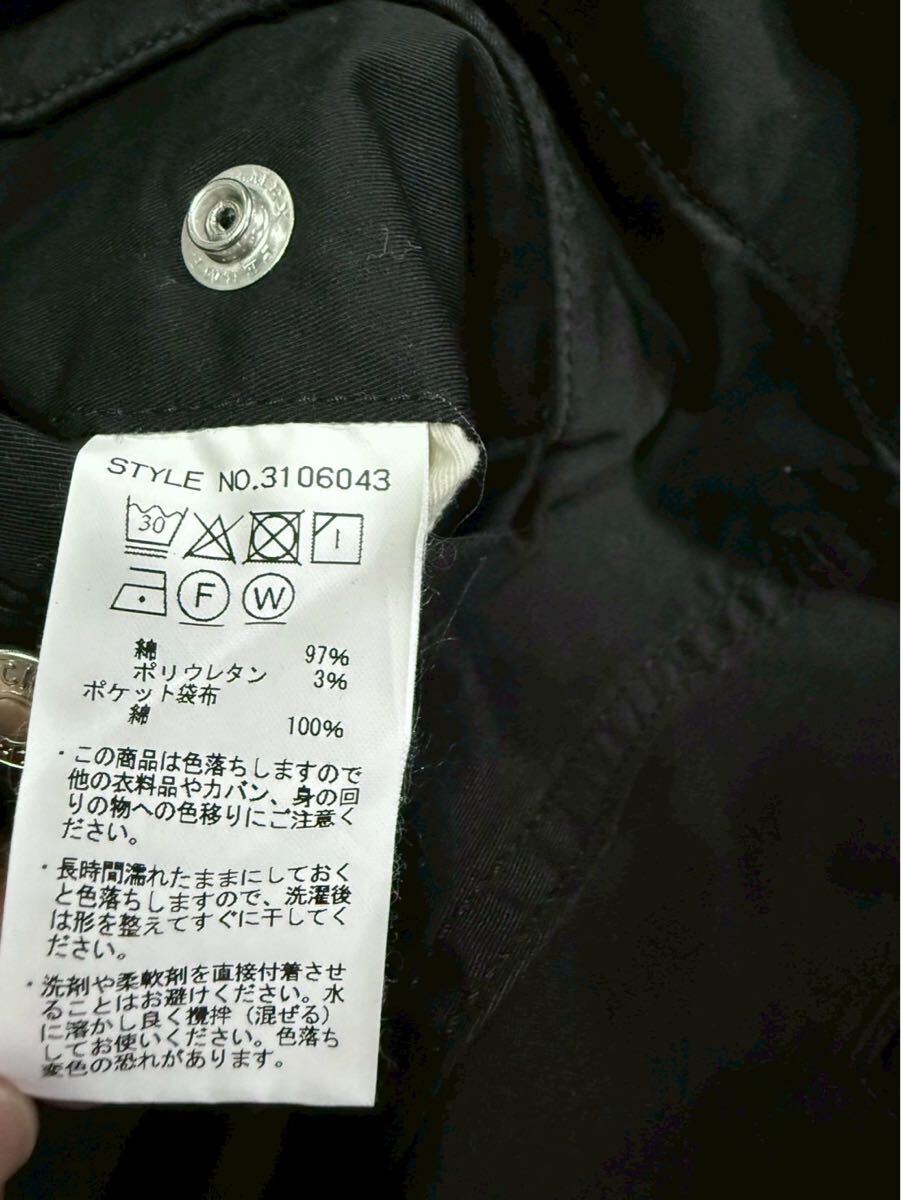 STYLE NO.3106043
30
F W
綿 97%
ポリウレタン 3%
ポケット袋布
綿 100%
・この商品は色落ちしますので
他の衣料品やカバン、身の回
りの物への色移りにご注意く
ださい。
・長時間濡れたままにしておく
と色落ちしますので、洗濯後
は形を整えてすぐに干してく
ださい。
・洗剤や柔軟剤を直接付着させ
ることはお避けください。水
に溶かし良く攪拌（混ぜる）
してお使いください。色落ち
変色の恐れがあります。